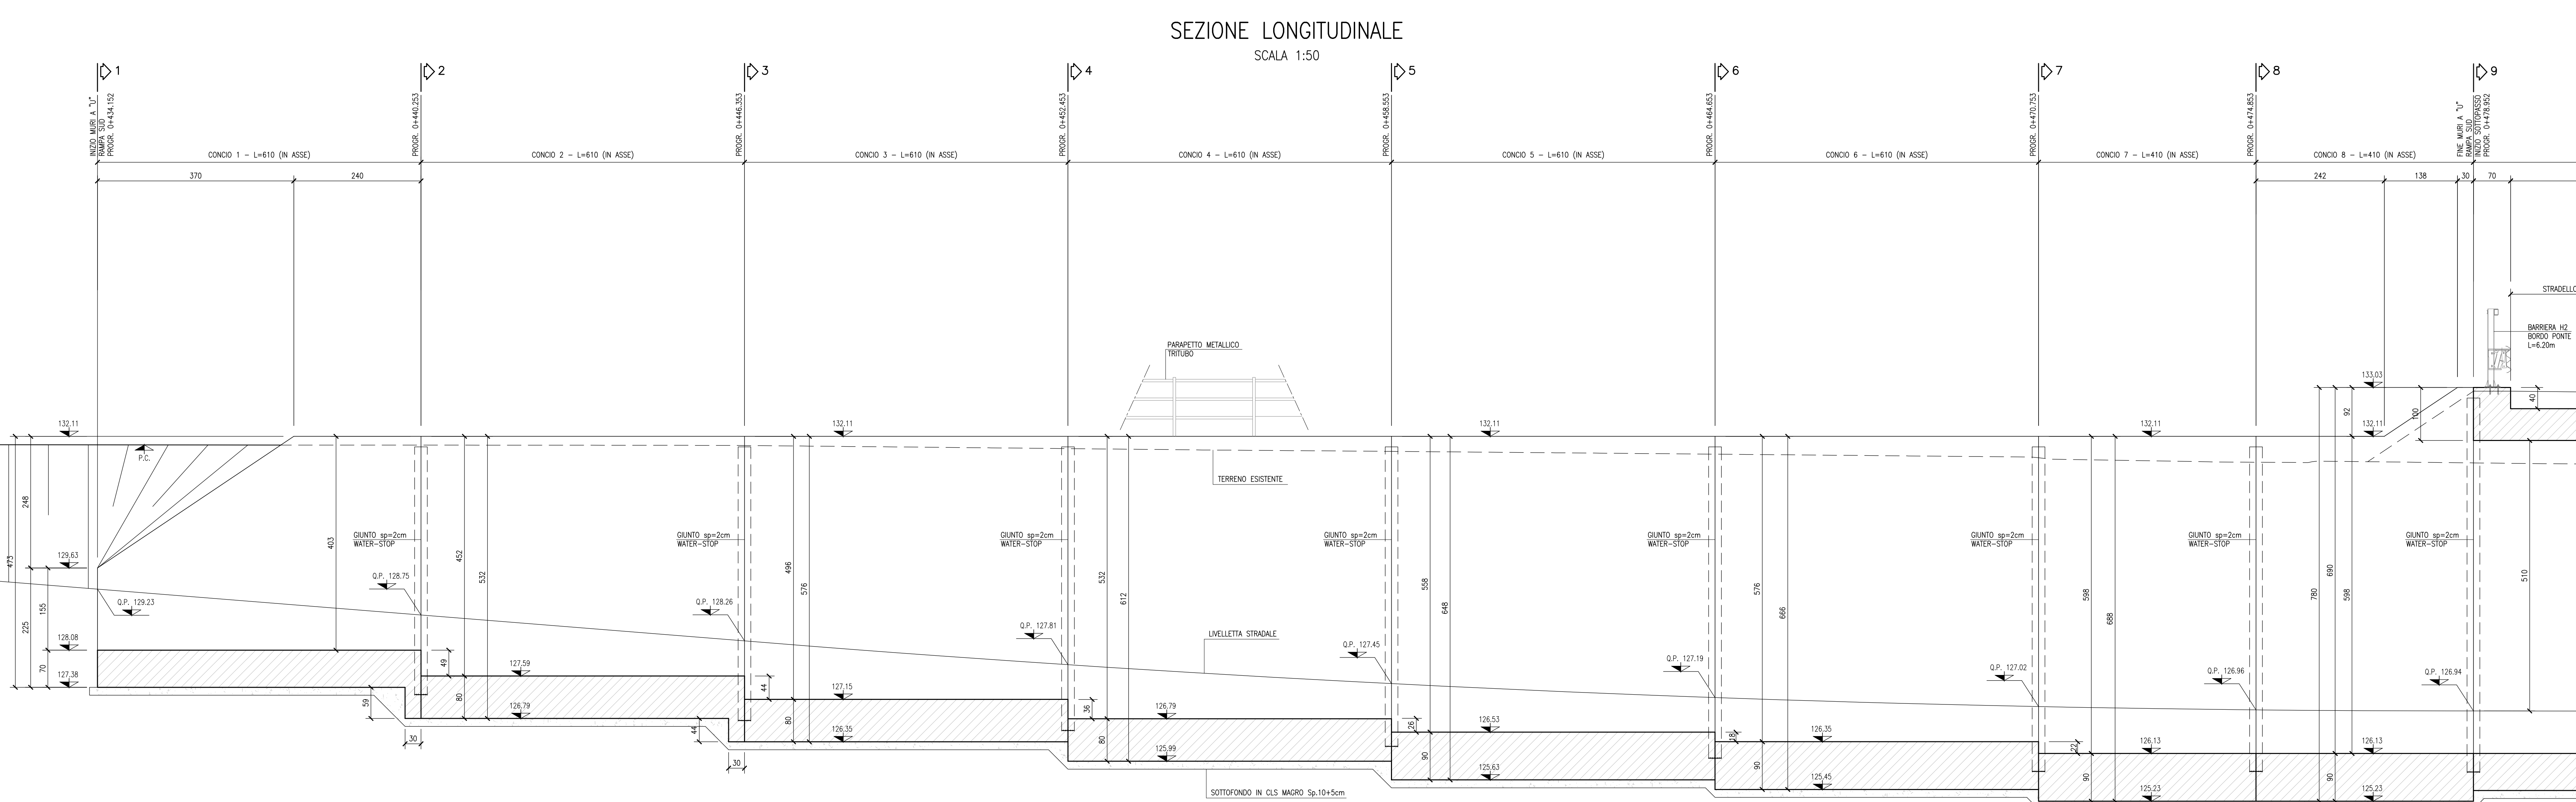 SEZIONE LONGITUDINALE
SCALA 1:50
1
2
3
4
5
6
7
8
9
INIZIO MURI A "U"
RAMPA SUD
PROGR. 0+434.152
PROGR. 0+440.253
PROGR. 0+446.353
PROGR. 0+452.453
PROGR. 0+458.553
PROGR. 0+464.653
PROGR. 0+470.753
PROGR. 0+474.853
FINE MURI A "U"
RAMPA SUD
INIZIO SOTTOPASSO
PROGR. 0+478.952
CONCIO 1 - L=610 (IN ASSE)
CONCIO 2 - L=610 (IN ASSE)
CONCIO 3 - L=610 (IN ASSE)
CONCIO 4 - L=610 (IN ASSE)
CONCIO 5 - L=610 (IN ASSE)
CONCIO 6 - L=610 (IN ASSE)
CONCIO 7 - L=410 (IN ASSE)
CONCIO 8 - L=410 (IN ASSE)
370
240
242
138
30
70
STRADELLO
BARRIERA H2
BORDO PONTE
L=6.20m
PARAPETTO METALLICO
TRITUBO
133.03
92
100
40
132.11
132.11
132.11
132.11
132.11
P.C.
TERRENO ESISTENTE
248
473
403
452
532
496
576
532
612
558
648
576
666
598
688
780
690
598
510
GIUNTO sp=2cm
WATER-STOP
GIUNTO sp=2cm
WATER-STOP
GIUNTO sp=2cm
WATER-STOP
GIUNTO sp=2cm
WATER-STOP
GIUNTO sp=2cm
WATER-STOP
GIUNTO sp=2cm
WATER-STOP
GIUNTO sp=2cm
WATER-STOP
GIUNTO sp=2cm
WATER-STOP
129.63
Q.P. 129.23
Q.P. 128.75
Q.P. 128.26
Q.P. 127.81
Q.P. 127.45
Q.P. 127.19
Q.P. 127.02
Q.P. 126.96
Q.P. 126.94
LIVELLETTA STRADALE
155
225
70
128.08
127.38
59
30
49
80
127.59
126.79
44
44
30
80
127.15
126.35
36
80
126.79
125.99
26
90
126.53
125.63
18
90
126.35
125.45
22
90
126.13
125.23
90
126.13
125.23
SOTTOFONDO IN CLS MAGRO Sp.10+5cm